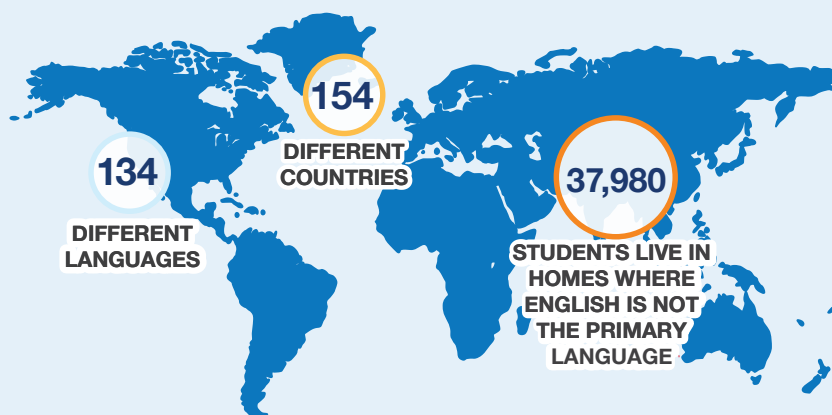 134
DIFFERENT
LANGUAGES
154
DIFFERENT
COUNTRIES
37,980
STUDENTS LIVE IN
HOMES WHERE
ENGLISH IS NOT
THE PRIMARY
LANGUAGE